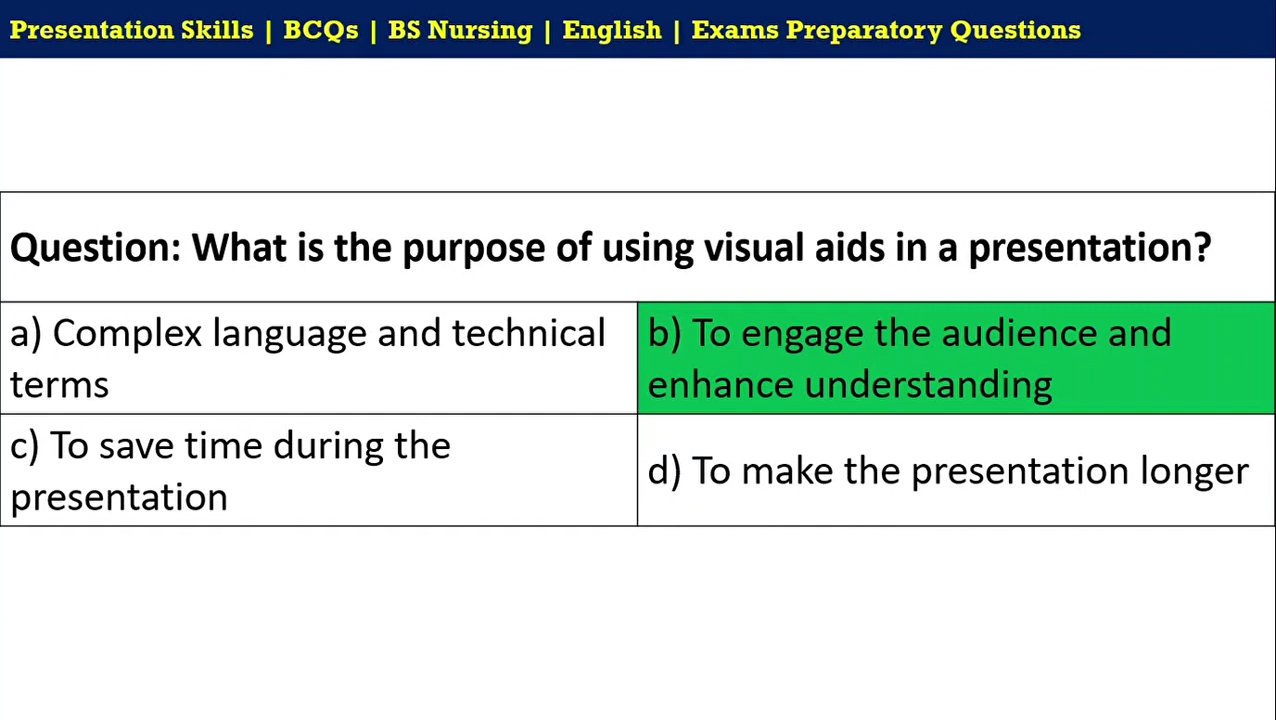 Presentation Skills | BCQs | BS Nursing | English | Exams Preparatory Questions
Question: What is the purpose of using visual aids in a presentation?
a) Complex language and technical
terms
b) To engage the audience and
enhance understanding
c) To save time during the
presentation
d) To make the presentation longer